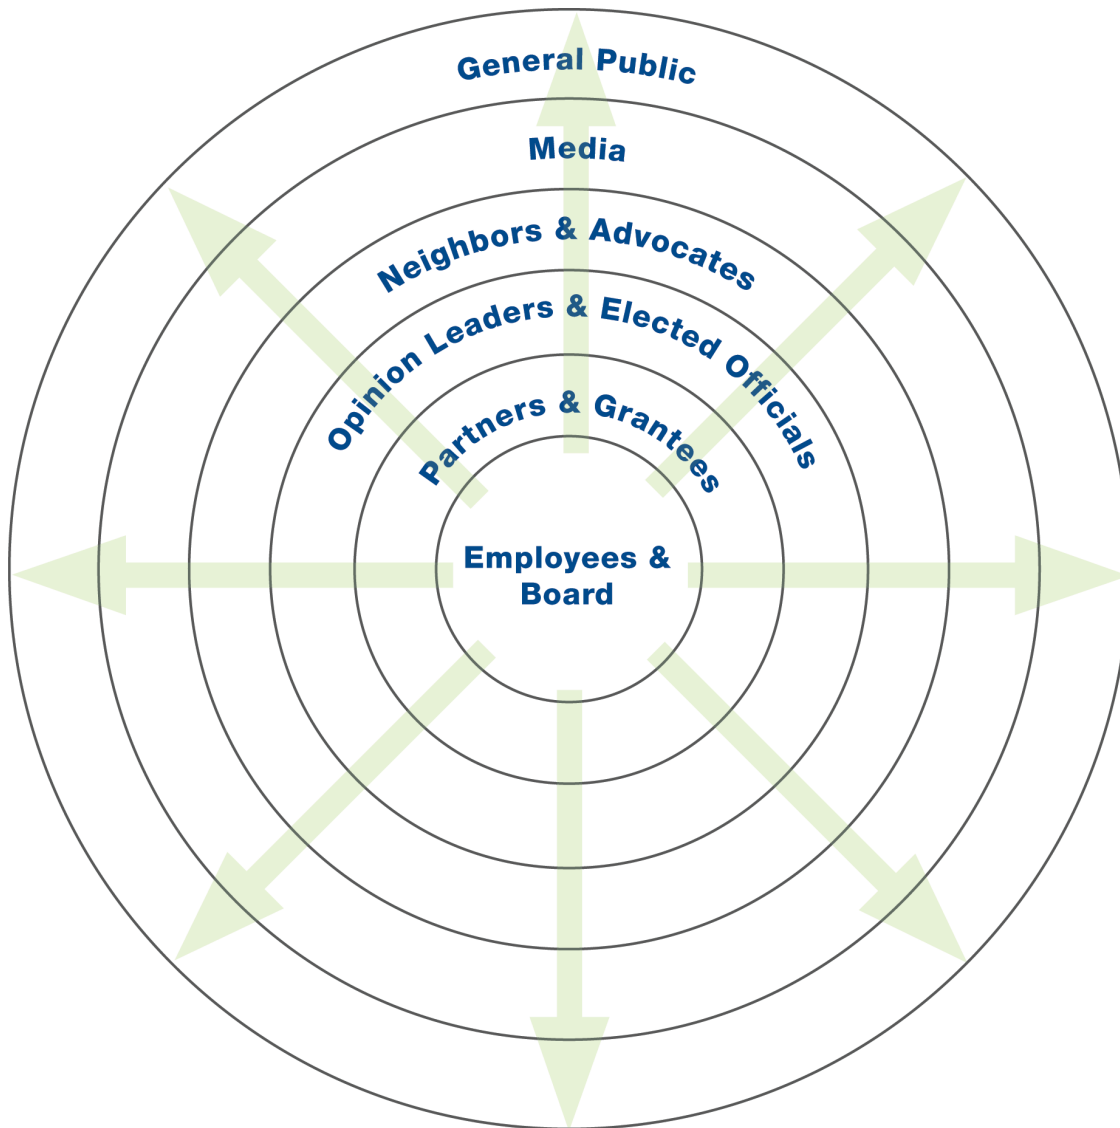 General Public
Media
Neighbors & Advocates
Opinion Leaders & Elected Officials
Partners & Grantees
Employees &
Board